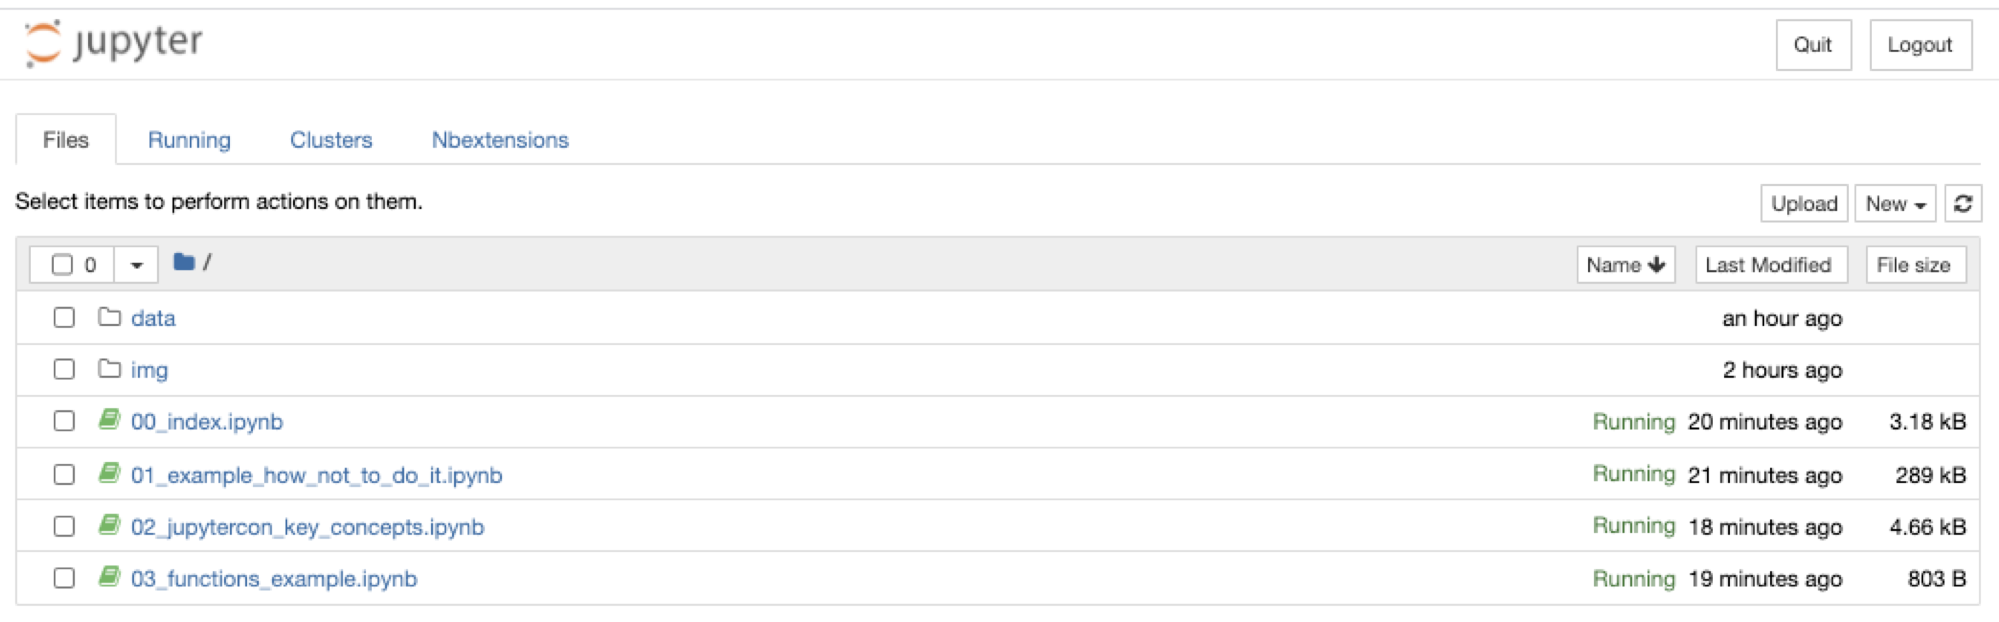 jupyter Quit Logout
Files Running Clusters Nbextensions
Select items to perform actions on them. Upload New
0 / Name Last Modified File size
data an hour ago
img 2 hours ago
00_index.ipynb Running 20 minutes ago 3.18 kB
01_example_how_not_to_do_it.ipynb Running 21 minutes ago 289 kB
02_jupytercon_key_concepts.ipynb Running 18 minutes ago 4.66 kB
03_functions_example.ipynb Running 19 minutes ago 803 B